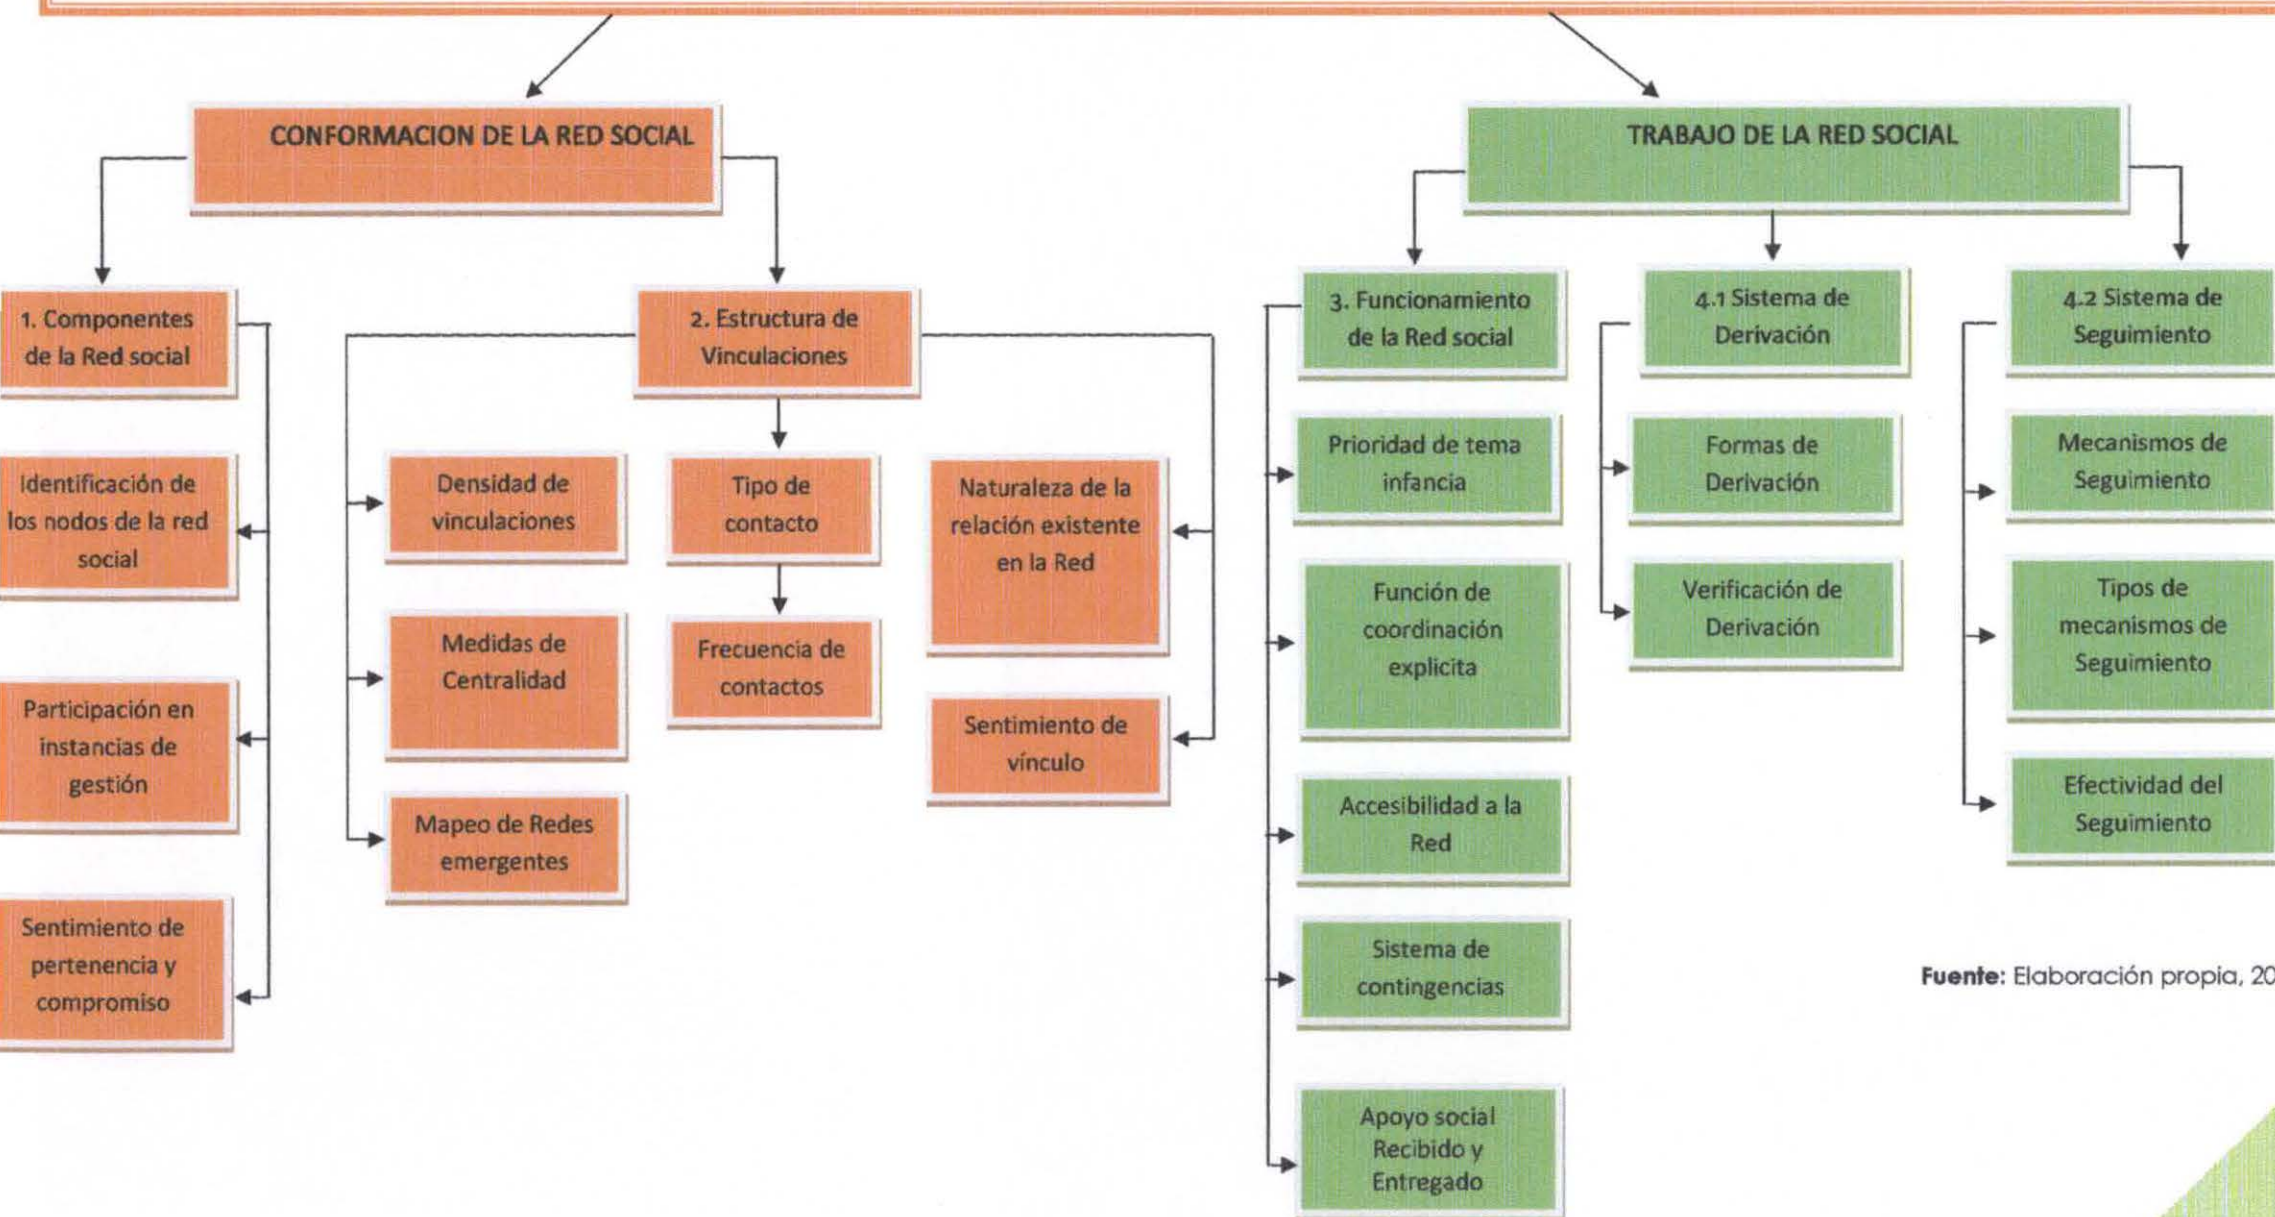 CONFORMACION DE LA RED SOCIAL
TRABAJO DE LA RED SOCIAL
1. Componentes
de la Red social
Identificación de
los nodos de la red
social
Participación en
instancias de
gestión
Sentimiento de
pertenencia y
compromiso
2. Estructura de
Vinculaciones
Densidad de
vinculaciones
Medidas de
Centralidad
Mapeo de Redes
emergentes
Tipo de
contacto
Frecuencia de
contactos
Naturaleza de la
relación existente
en la Red
Sentimiento de
vínculo
3. Funcionamiento
de la Red social
Prioridad de tema
infancia
Función de
coordinación
explicita
Accesibilidad a la
Red
Sistema de
contingencias
Apoyo social
Recibido y
Entregado
4.1 Sistema de
Derivación
Formas de
Derivación
Verificación de
Derivación
4.2 Sistema de
Seguimiento
Mecanismos de
Seguimiento
Tipos de
mecanismos de
Seguimiento
Efectividad del
Seguimiento
Fuente: Elaboración propia, 20